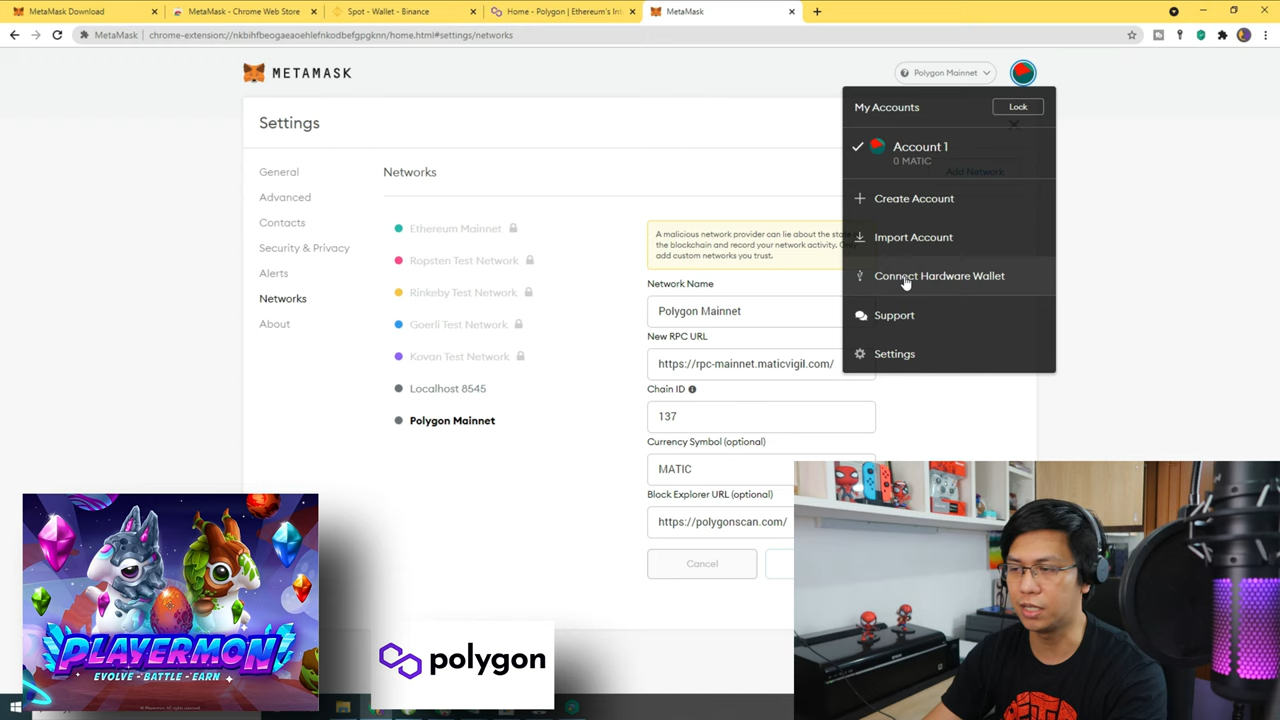 MetaMask Download
MetaMask - Chrome Web Store
Spot - Wallet - Binance
Home - Polygon | Ethereum's Inte
MetaMask
MetaMask
chrome-extension://nkbihfbeogaeaoehlefnkodbefgpgknn/home.html#settings/networks
METAMASK
Polygon Mainnet
Settings
My Accounts
Lock
Account 1
0 MATIC
Create Account
Import Account
Connect Hardware Wallet
Support
Settings
General
Advanced
Contacts
Security & Privacy
Alerts
Networks
About
Networks
Add Network
Ethereum Mainnet
Ropsten Test Network
Rinkeby Test Network
Goerli Test Network
Kovan Test Network
Localhost 8545
Polygon Mainnet
A malicious network provider can lie about the state
the blockchain and record your network activity. Only
add custom networks you trust.
Network Name
Polygon Mainnet
New RPC URL
https://rpc-mainnet.maticvigil.com/
Chain ID
137
Currency Symbol (optional)
MATIC
Block Explorer URL (optional)
https://polygonscan.com/
Cancel
PLAYERMON
EVOLVE - BATTLE - EARN
polygon